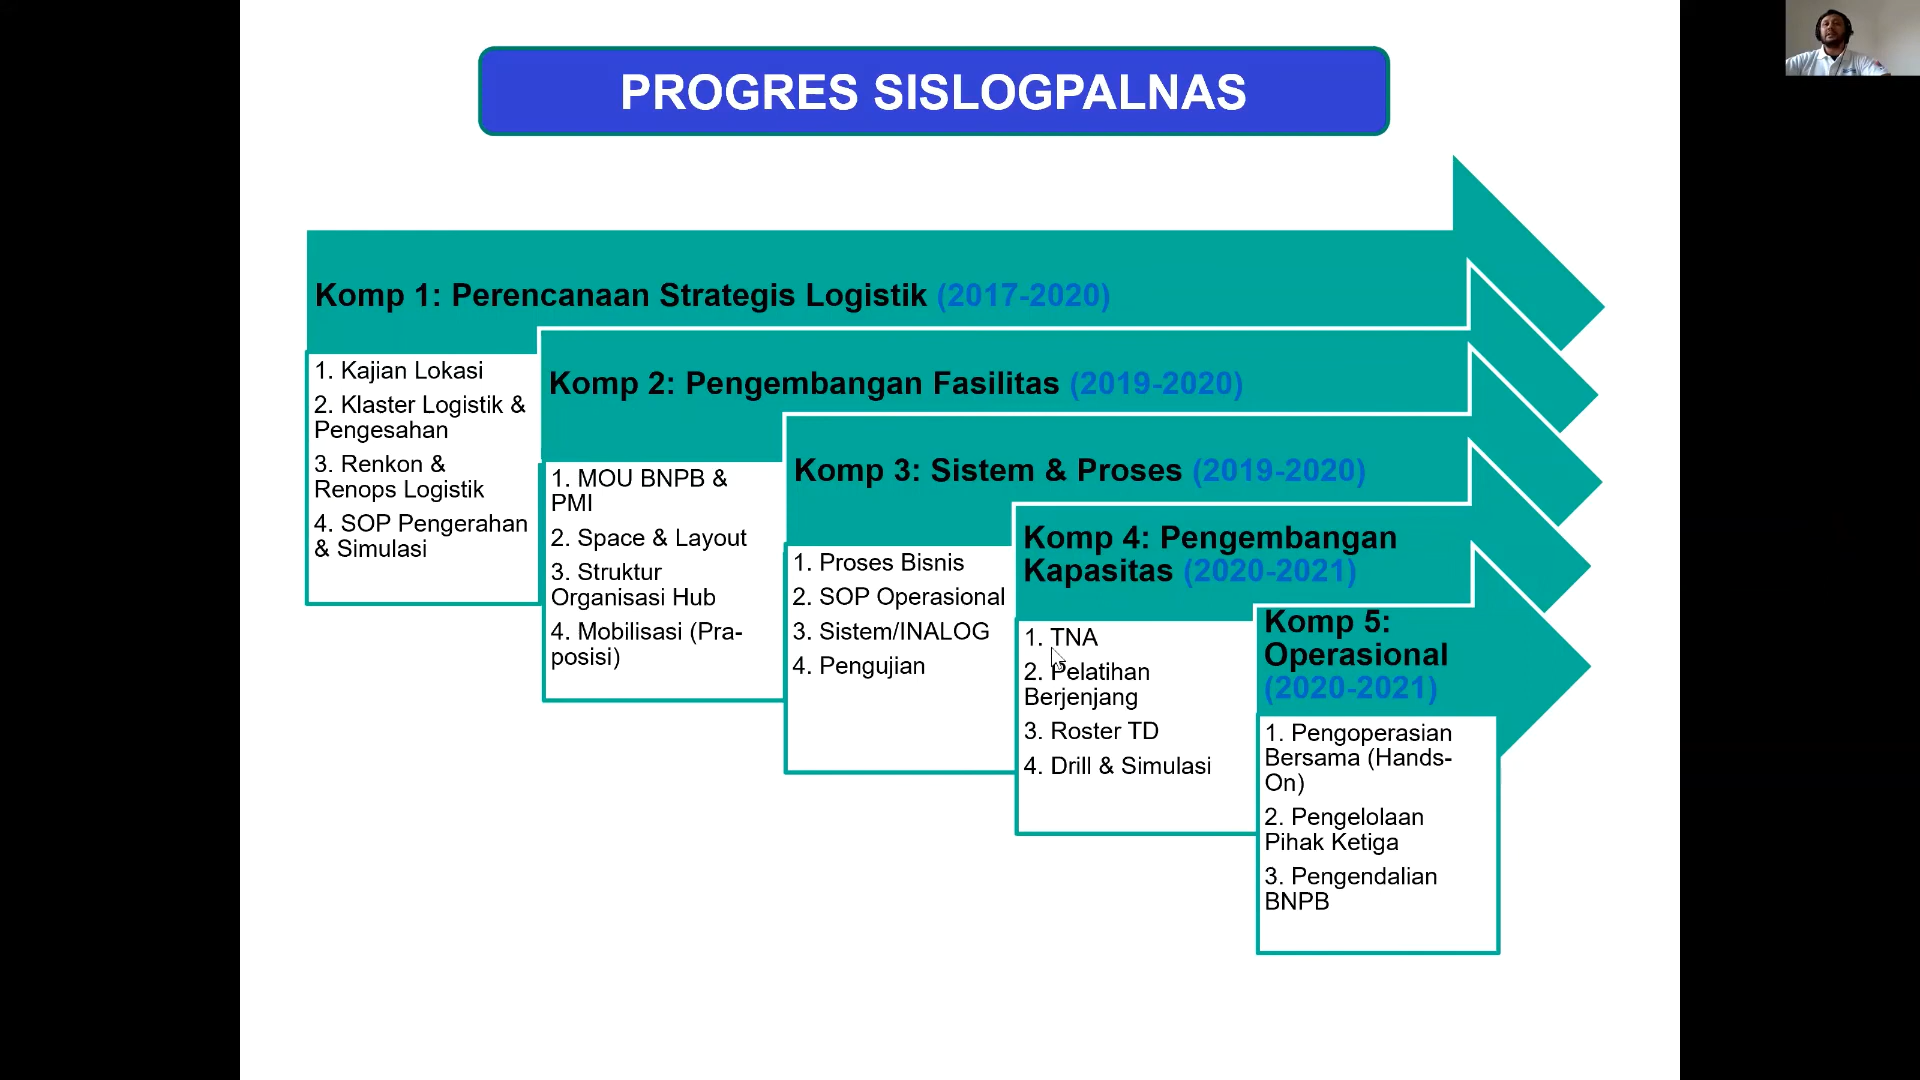 PROGRES SISLOGPALNAS
Komp 1: Perencanaan Strategis Logistik (2017-2020)
1. Kajian Lokasi
2. Klaster Logistik &
Pengesahan
3. Renkon &
Renops Logistik
4. SOP Pengerahan
& Simulasi
Komp 2: Pengembangan Fasilitas (2019-2020)
1. MOU BNPB &
PMI
2. Space & Layout
3. Struktur
Organisasi Hub
4. Mobilisasi (Pra-
posisi)
Komp 3: Sistem & Proses (2019-2020)
1. Proses Bisnis
2. SOP Operasional
3. Sistem/INALOG
4. Pengujian
Komp 4: Pengembangan
Kapasitas (2020-2021)
1. TNA
2. Pelatihan
Berjenjang
3. Roster TD
4. Drill & Simulasi
Komp 5:
Operasional
(2020-2021)
1. Pengoperasian
Bersama (Hands-
On)
2. Pengelolaan
Pihak Ketiga
3. Pengendalian
BNPB